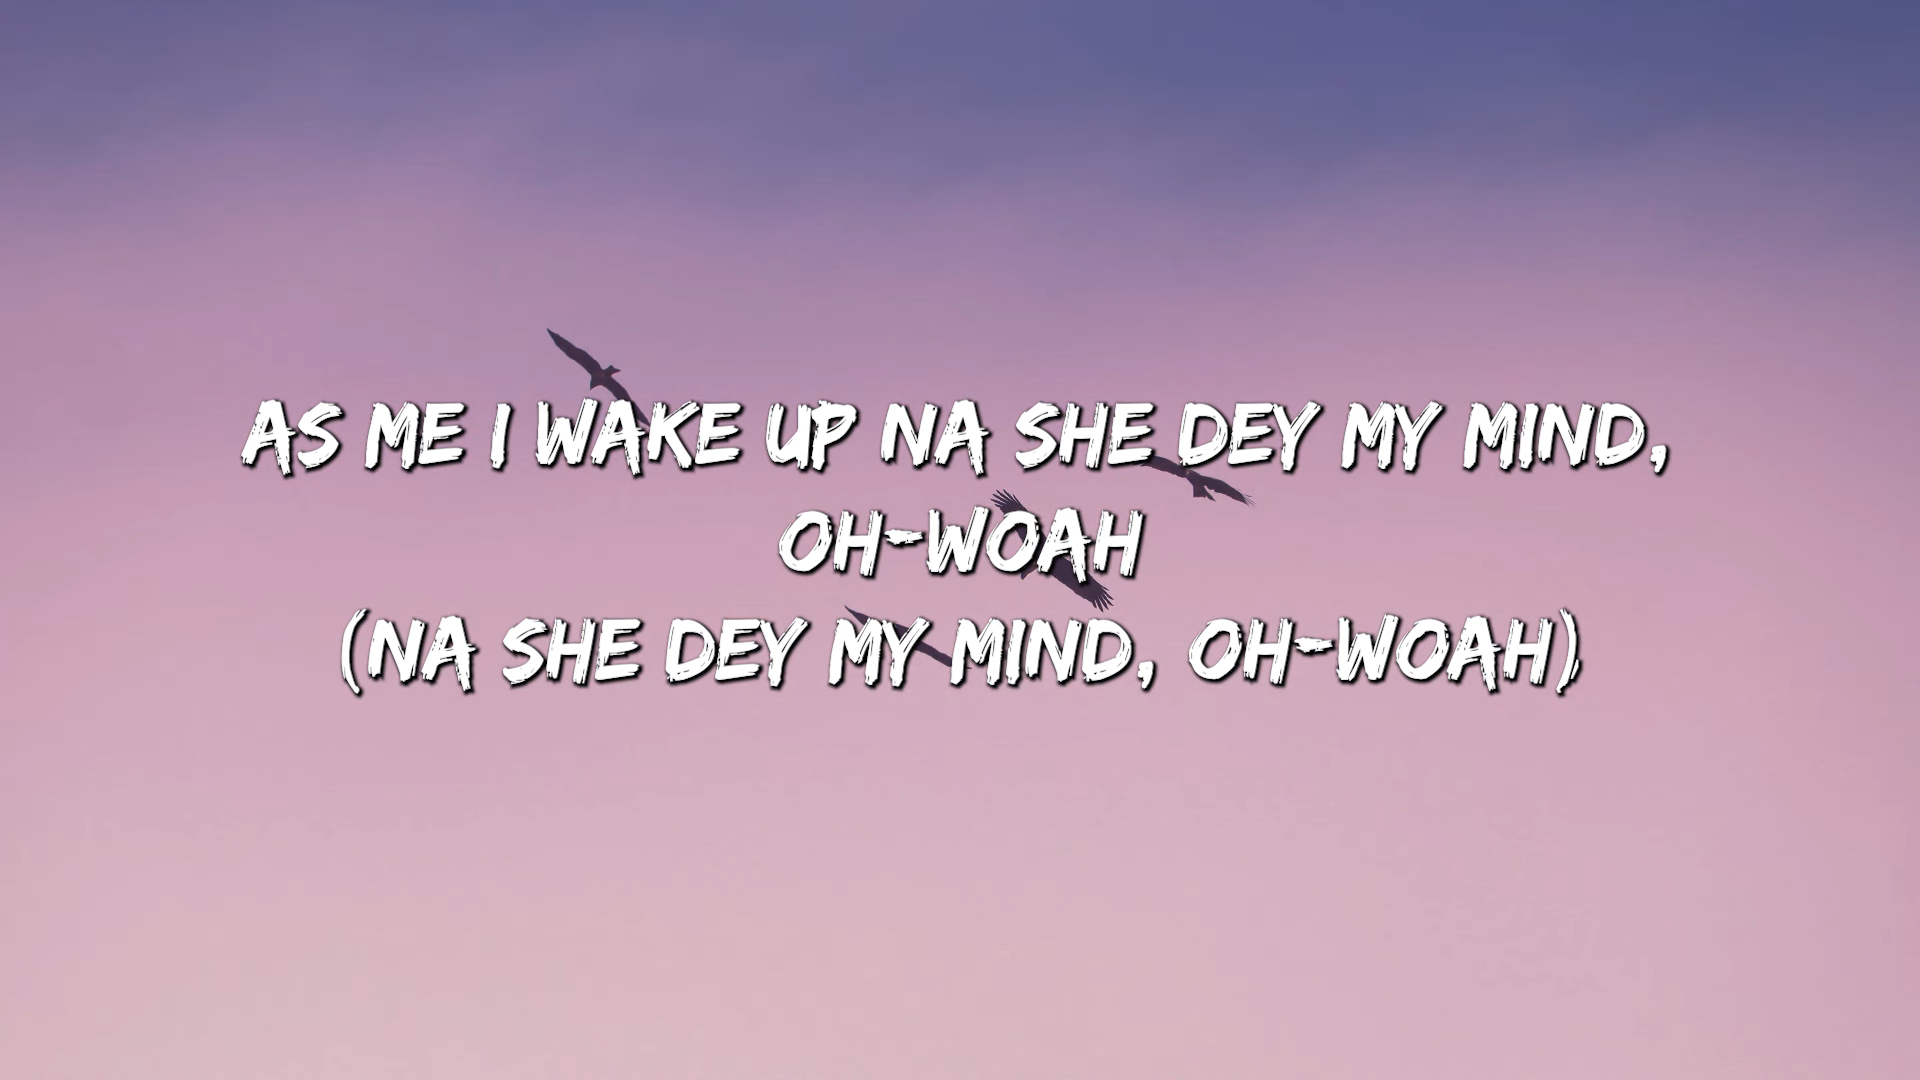 AS ME I WAKE UP NA SHE DEY MY MIND,
OH-WOAH
(NA SHE DEY MY MIND, OH-WOAH)